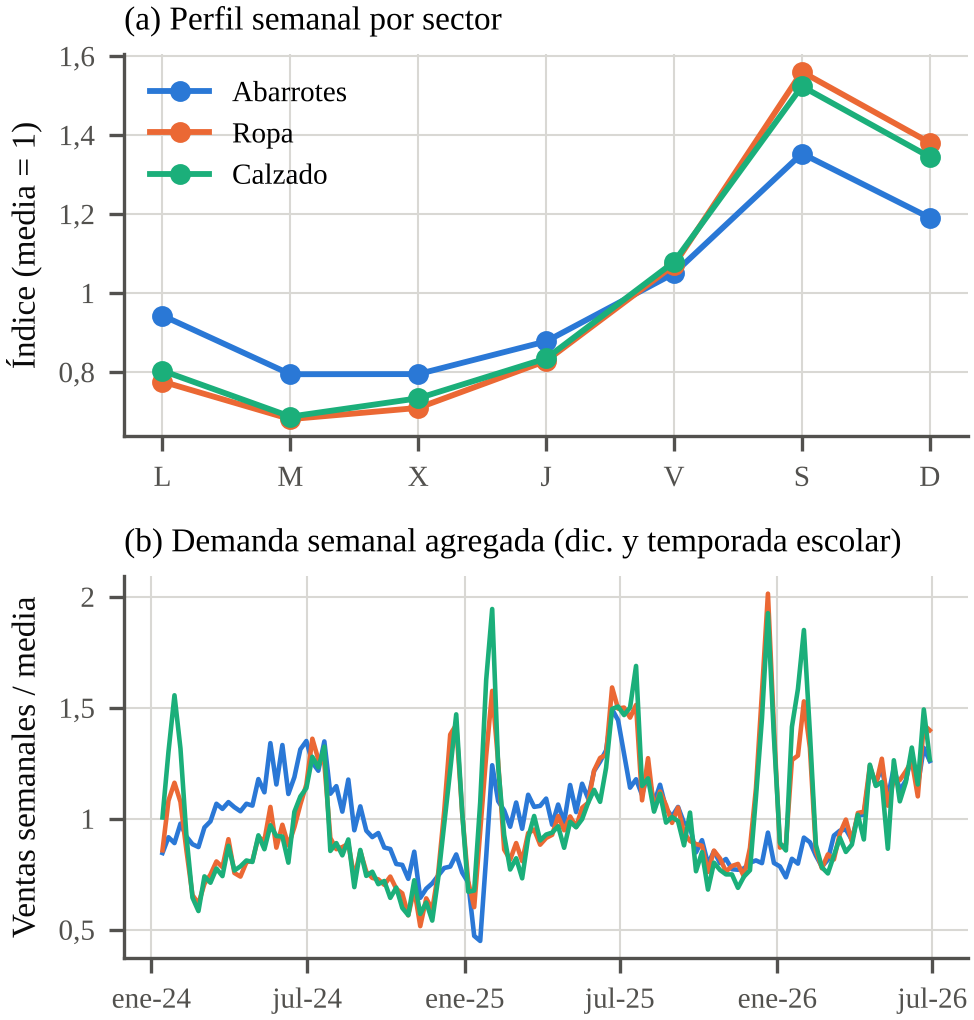 (a) Perfil semanal por sector
Índice (media = 1)
1,6
1,4
1,2
1
0,8
Abarrotes
Ropa
Calzado
L M X J V S D
(b) Demanda semanal agregada (dic. y temporada escolar)
Ventas semanales / media
2
1,5
1
0,5
ene-24 jul-24 ene-25 jul-25 ene-26 jul-26